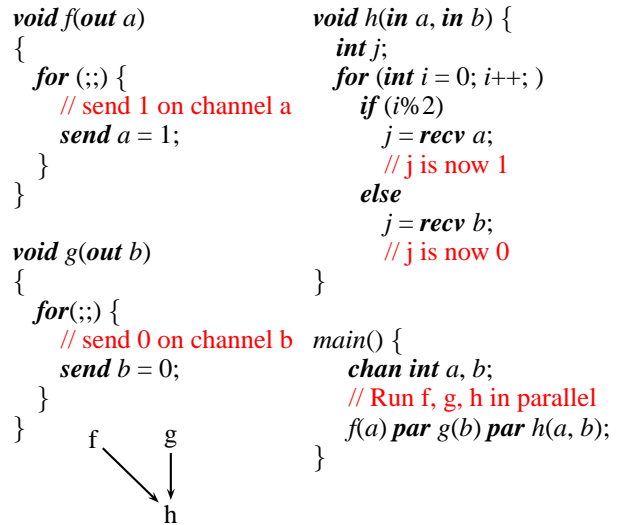 void f(out a)
{
for (;;) {
// send 1 on channel a
send a = 1;
}
}
void g(out b)
{
for(;;) {
// send 0 on channel b
send b = 0;
}
}
f g
h
void h(in a, in b) {
int j;
for (int i = 0; i++; )
if (i%2)
j = recv a;
// j is now 1
else
j = recv b;
// j is now 0
}
main() {
chan int a, b;
// Run f, g, h in parallel
f(a) par g(b) par h(a, b);
}